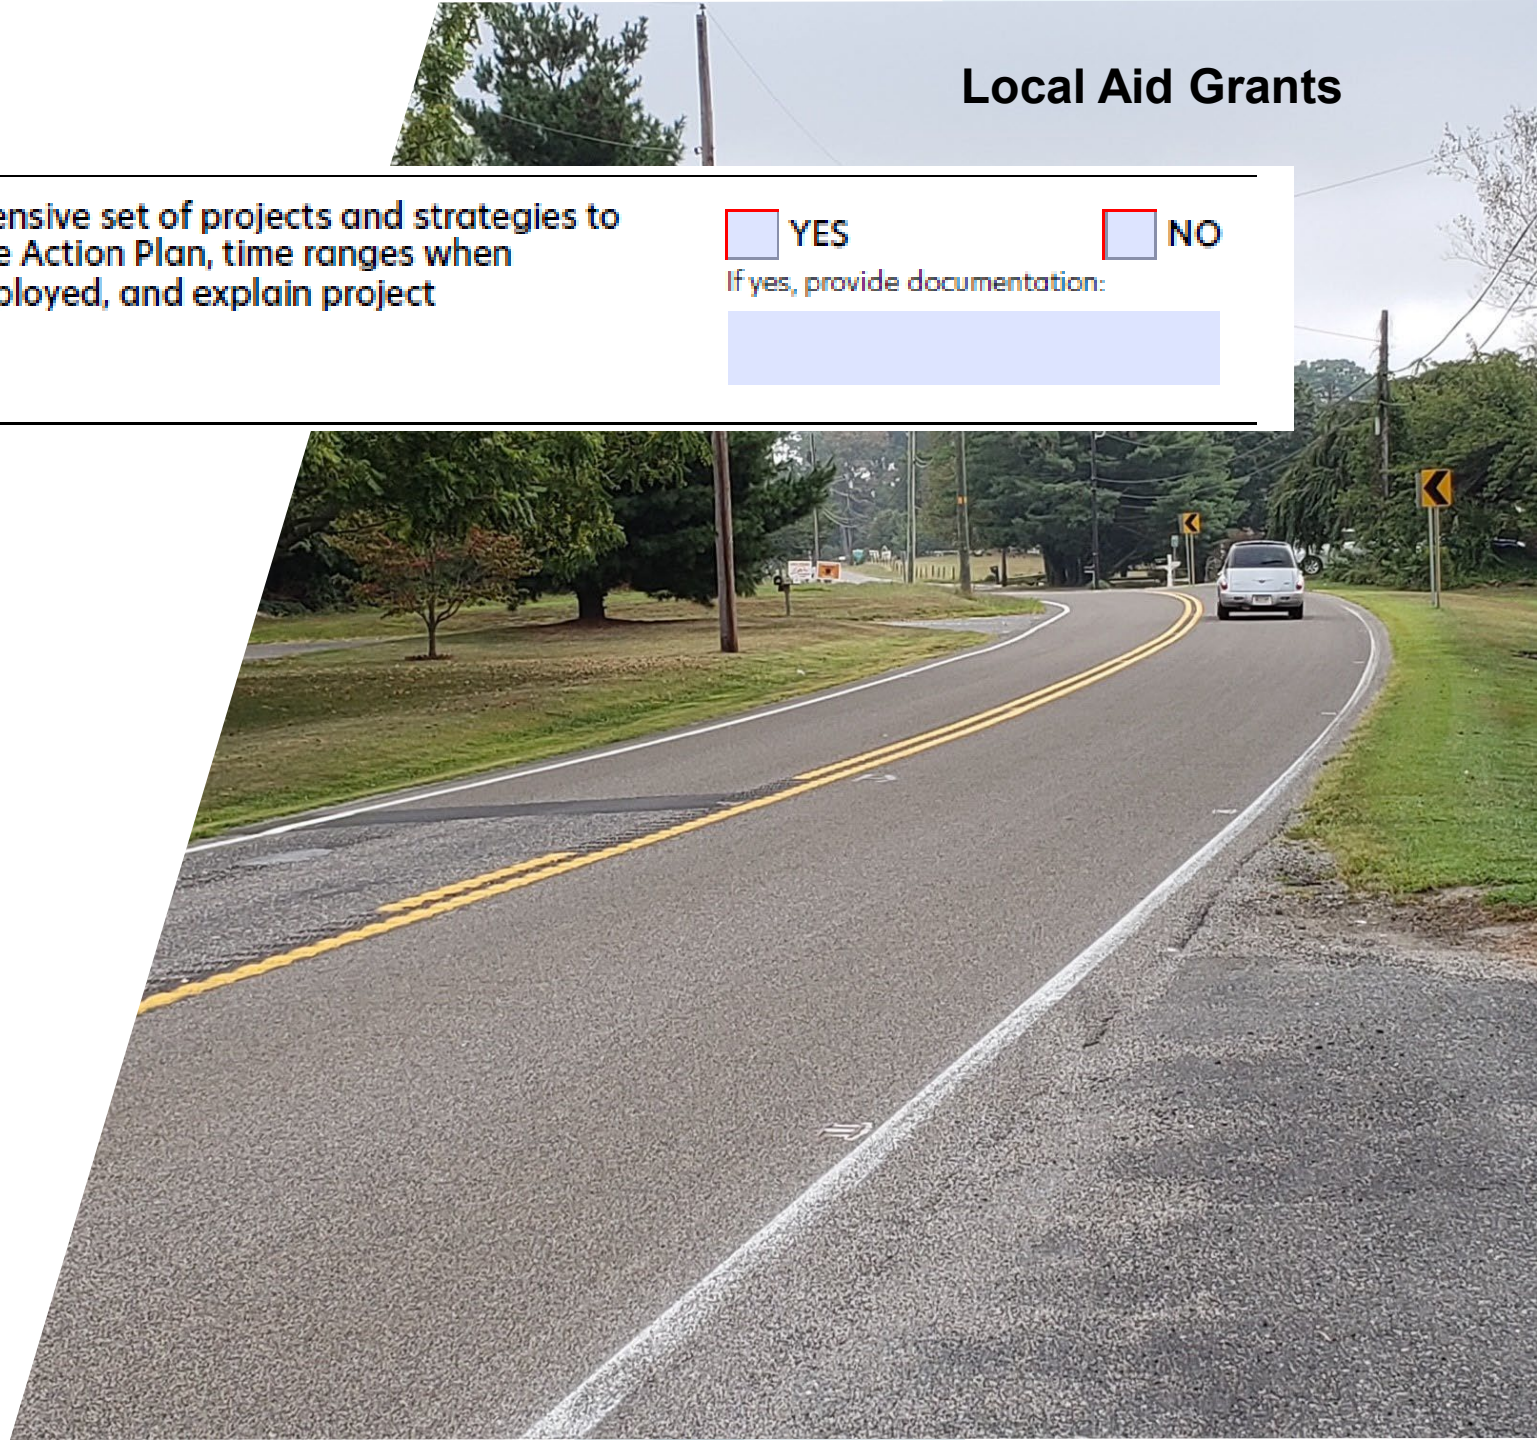 Local Aid Grants
ensive set of projects and strategies to
e Action Plan, time ranges when
ployed, and explain project
YES
NO
If yes, provide documentation: